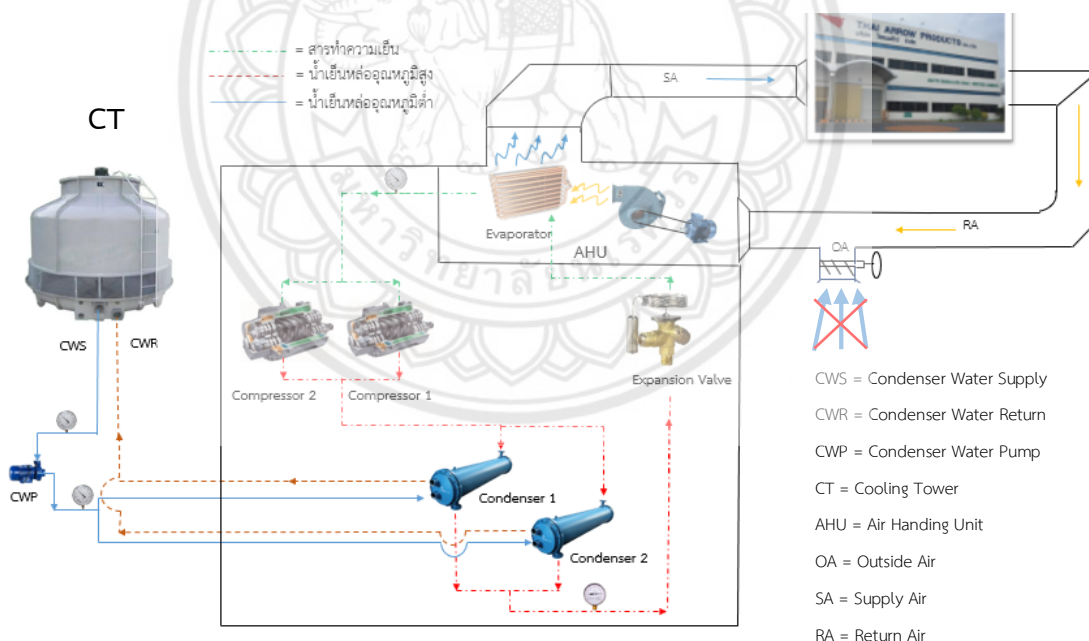 = สารทำความเย็น
= น้ำเย็นหล่ออุณหภูมิสูง
= น้ำเย็นหล่ออุณหภูมิต่ำ
CT
THAI ARROW PRODUCTS
SA
RA
OA
Evaporator
AHU
CWS
CWR
Compressor 2
Compressor 1
Expansion Valve
CWP
Condenser 1
Condenser 2
CWS = Condenser Water Supply
CWR = Condenser Water Return
CWP = Condenser Water Pump
CT = Cooling Tower
AHU = Air Handing Unit
OA = Outside Air
SA = Supply Air
RA = Return Air